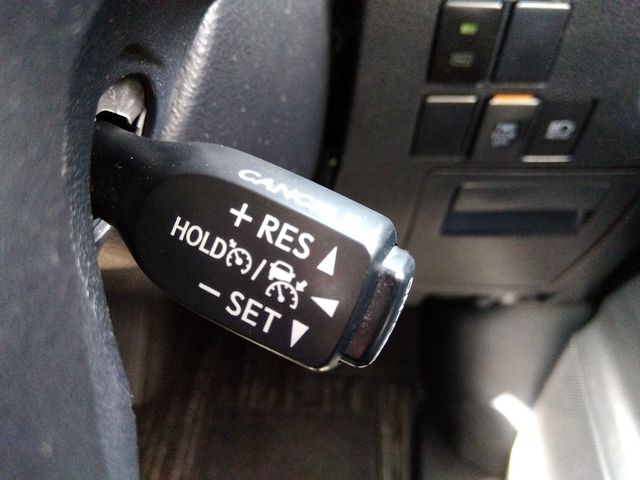 CANCEL
+ RES
HOLD /
− SET